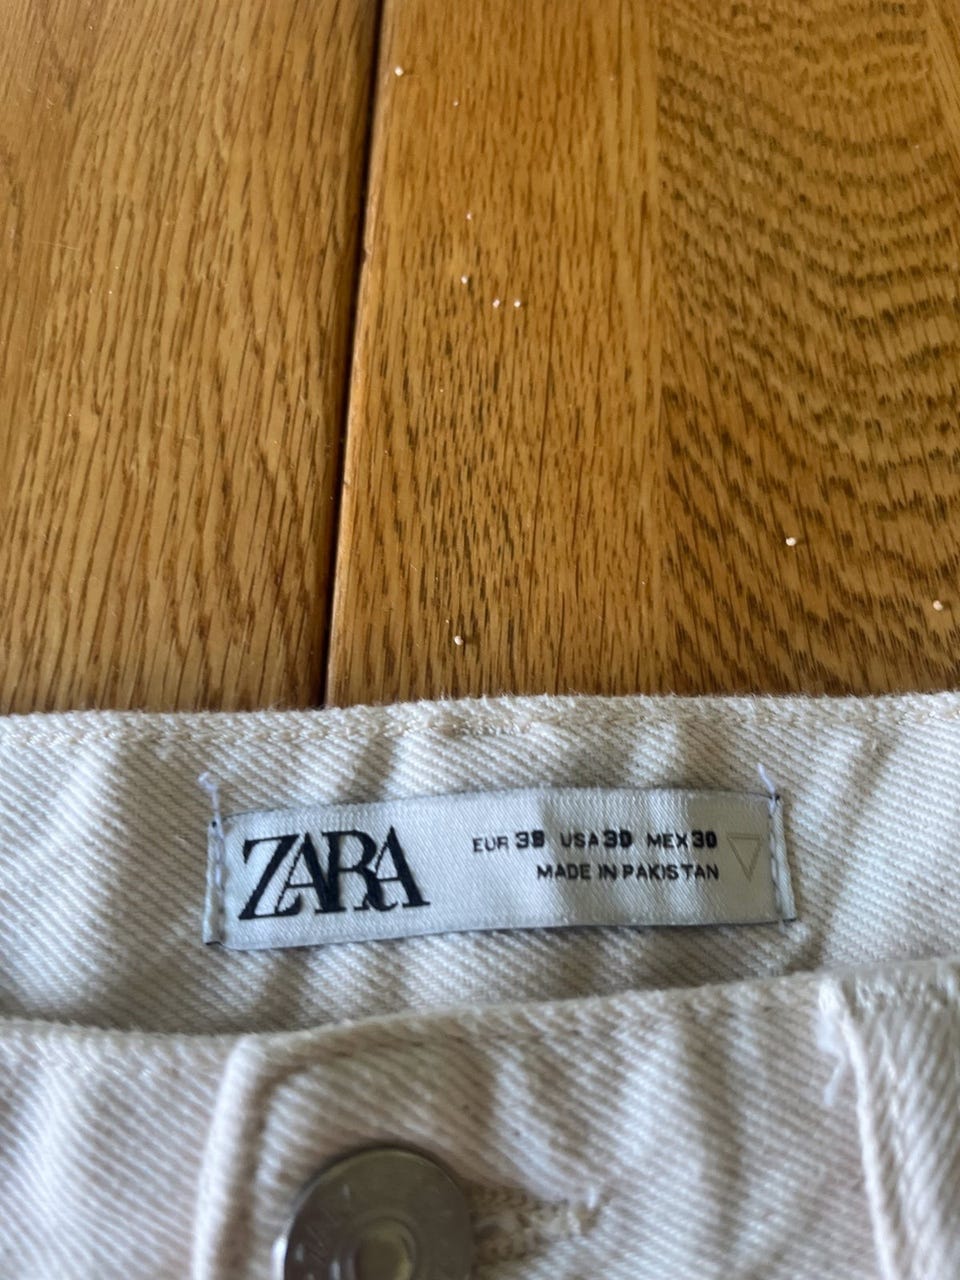 ZARA
EUR 38 USA 30 MEX 30
MADE IN PAKISTAN